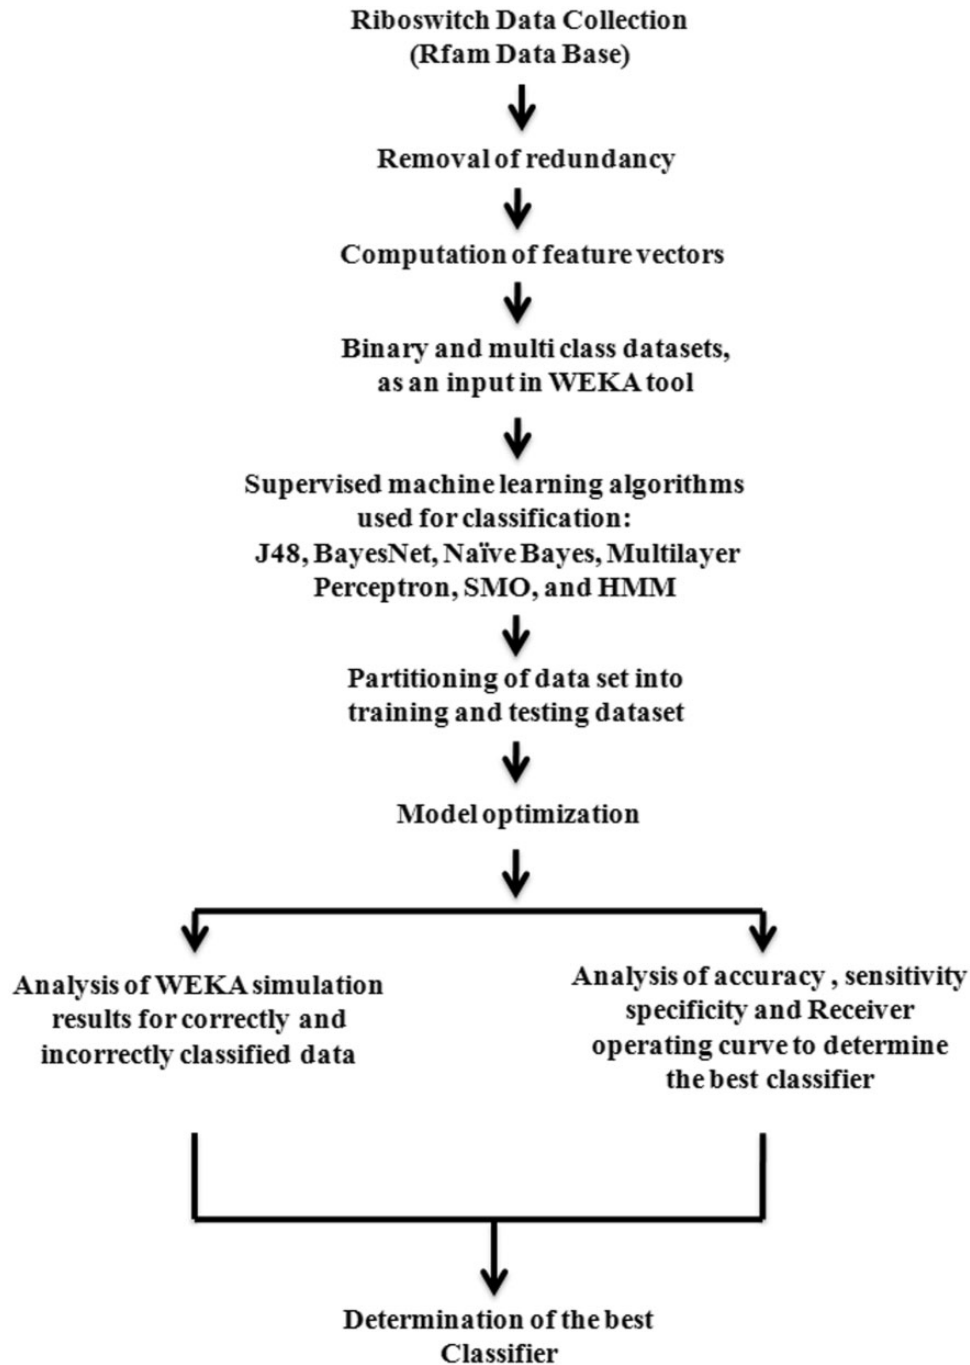 Riboswitch Data Collection
(Rfam Data Base)
Removal of redundancy
Computation of feature vectors
Binary and multi class datasets,
as an input in WEKA tool
Supervised machine learning algorithms
used for classification:
J48, BayesNet, Naïve Bayes, Multilayer
Perceptron, SMO, and HMM
Partitioning of data set into
training and testing dataset
Model optimization
Analysis of WEKA simulation
results for correctly and
incorrectly classified data
Analysis of accuracy , sensitivity
specificity and Receiver
operating curve to determine
the best classifier
Determination of the best
Classifier